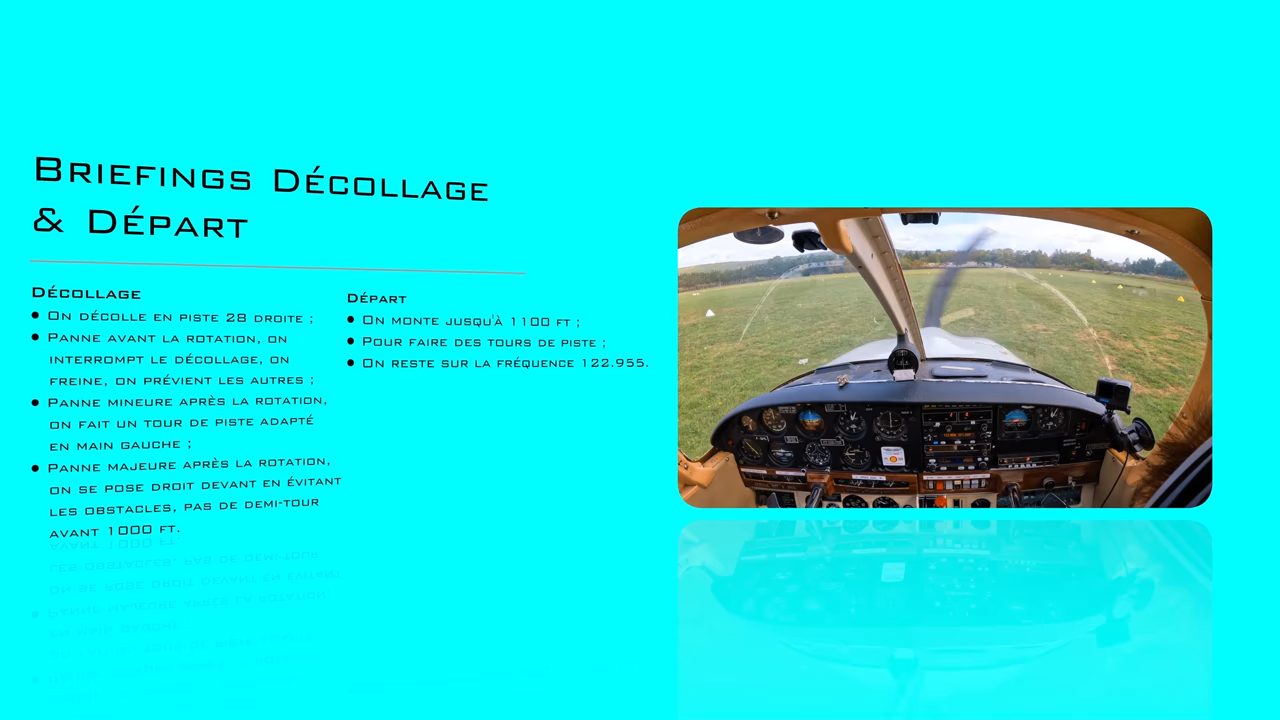 Briefings Décollage
& Départ
Décollage
• On décolle en piste 28 droite ;
• Panne avant la rotation, on
interrompt le décollage, on
freine, on prévient les autres ;
• Panne mineure après la rotation,
on fait un tour de piste adapté
en main gauche ;
• Panne majeure après la rotation,
on se pose droit devant en évitant
les obstacles, pas de demi-tour
avant 1000 ft.
Départ
• On monte jusqu'à 1100 ft ;
• Pour faire des tours de piste ;
• On reste sur la fréquence 122.955.